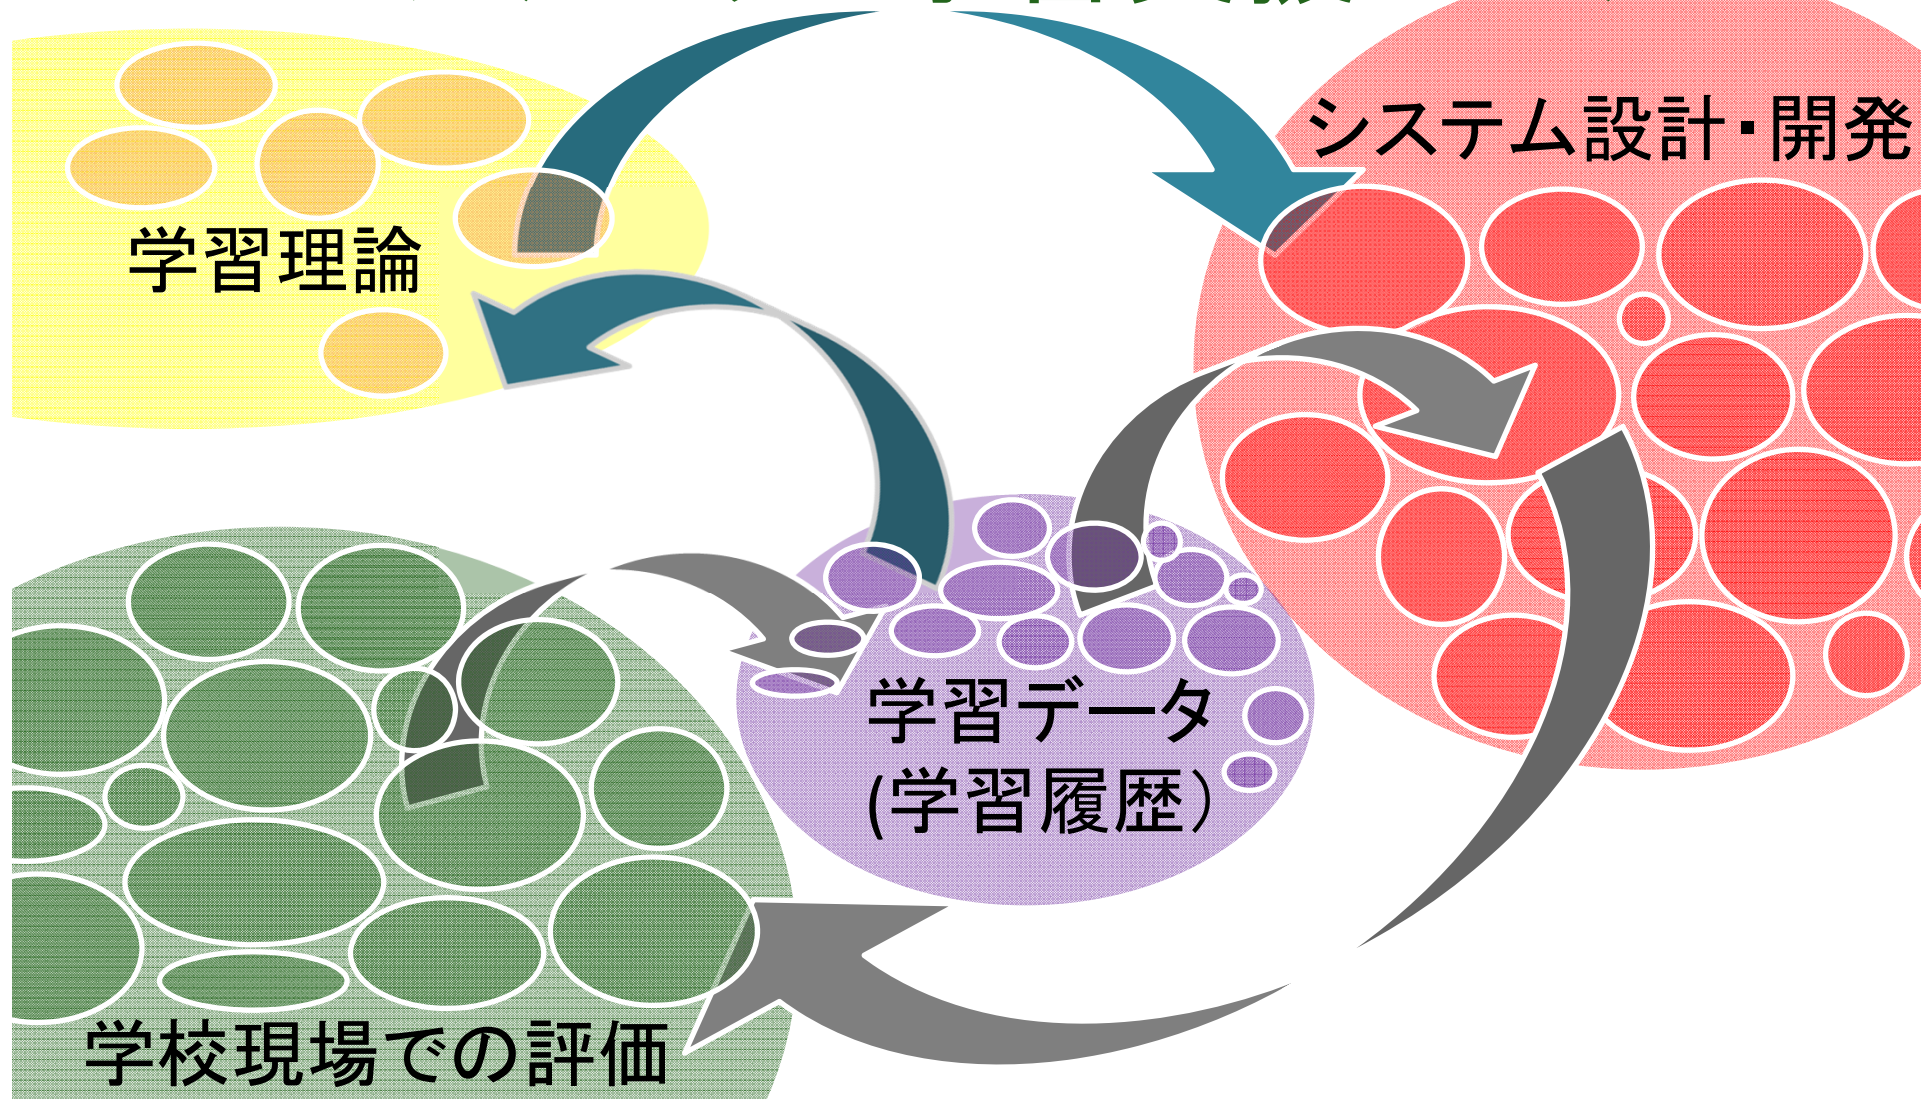 学習理論
システム設計・開発
学習データ
(学習履歴）
学校現場での評価